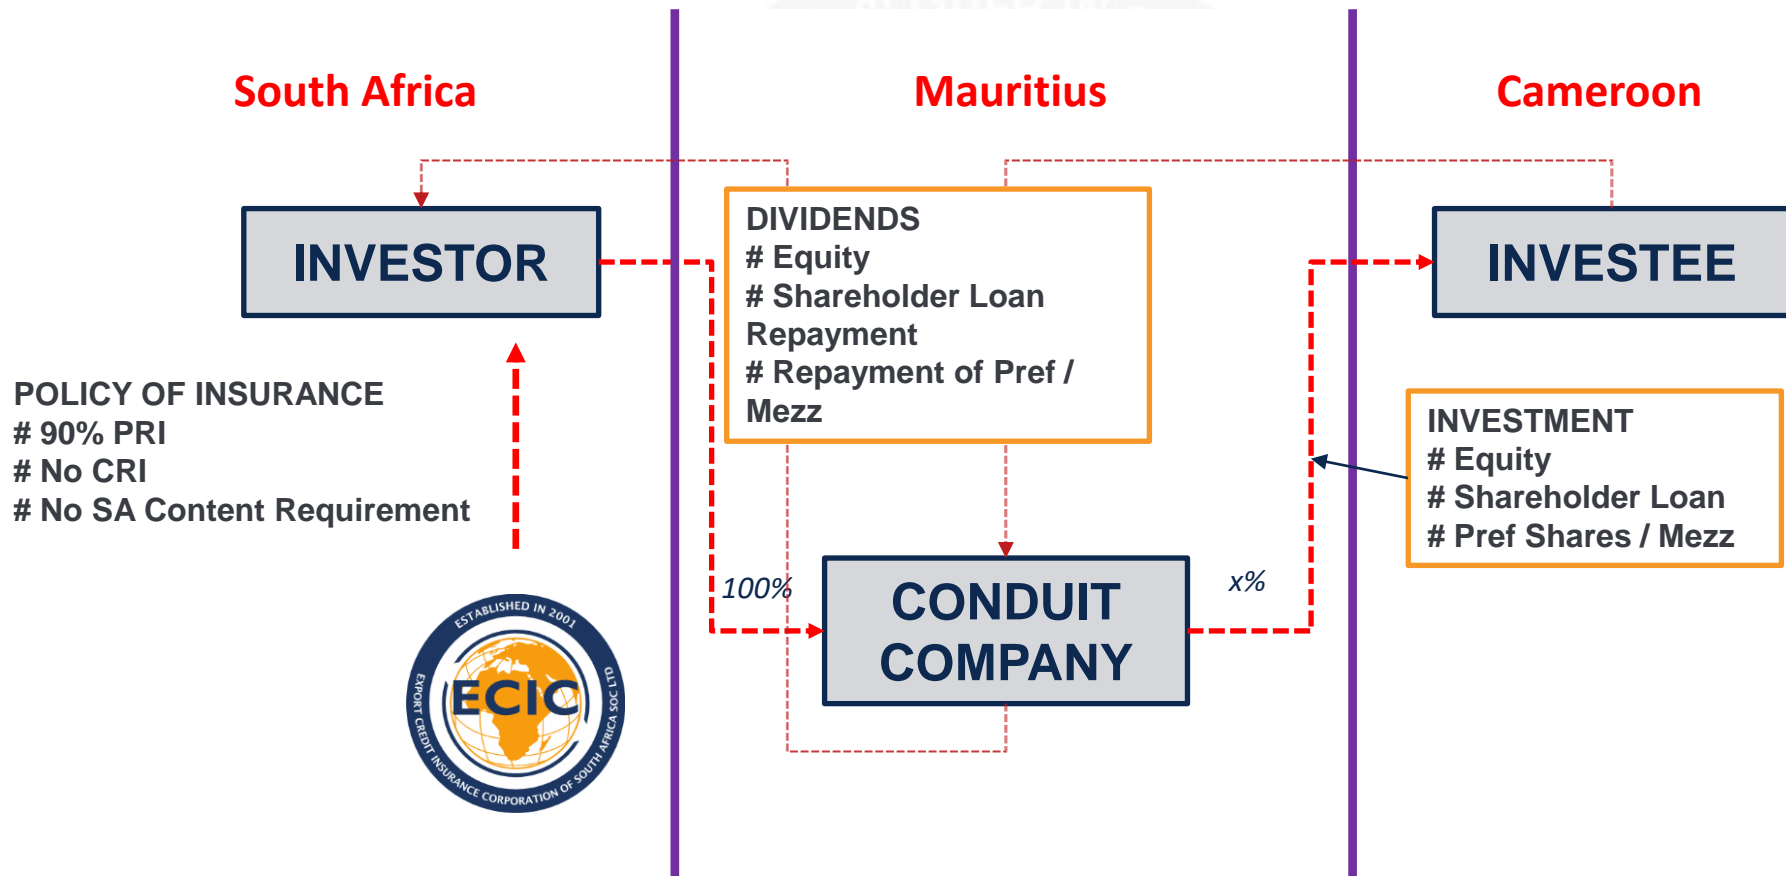 South Africa
Mauritius
Cameroon
INVESTOR
DIVIDENDS
# Equity
# Shareholder Loan
Repayment
# Repayment of Pref /
Mezz
INVESTEE
POLICY OF INSURANCE
# 90% PRI
# No CRI
# No SA Content Requirement
INVESTMENT
# Equity
# Shareholder Loan
# Pref Shares / Mezz
100%
CONDUIT
COMPANY
x%
ESTABLISHED IN 2001
ECIC
EXPORT CREDIT INSURANCE CORPORATION OF SOUTH AFRICA SOC LTD